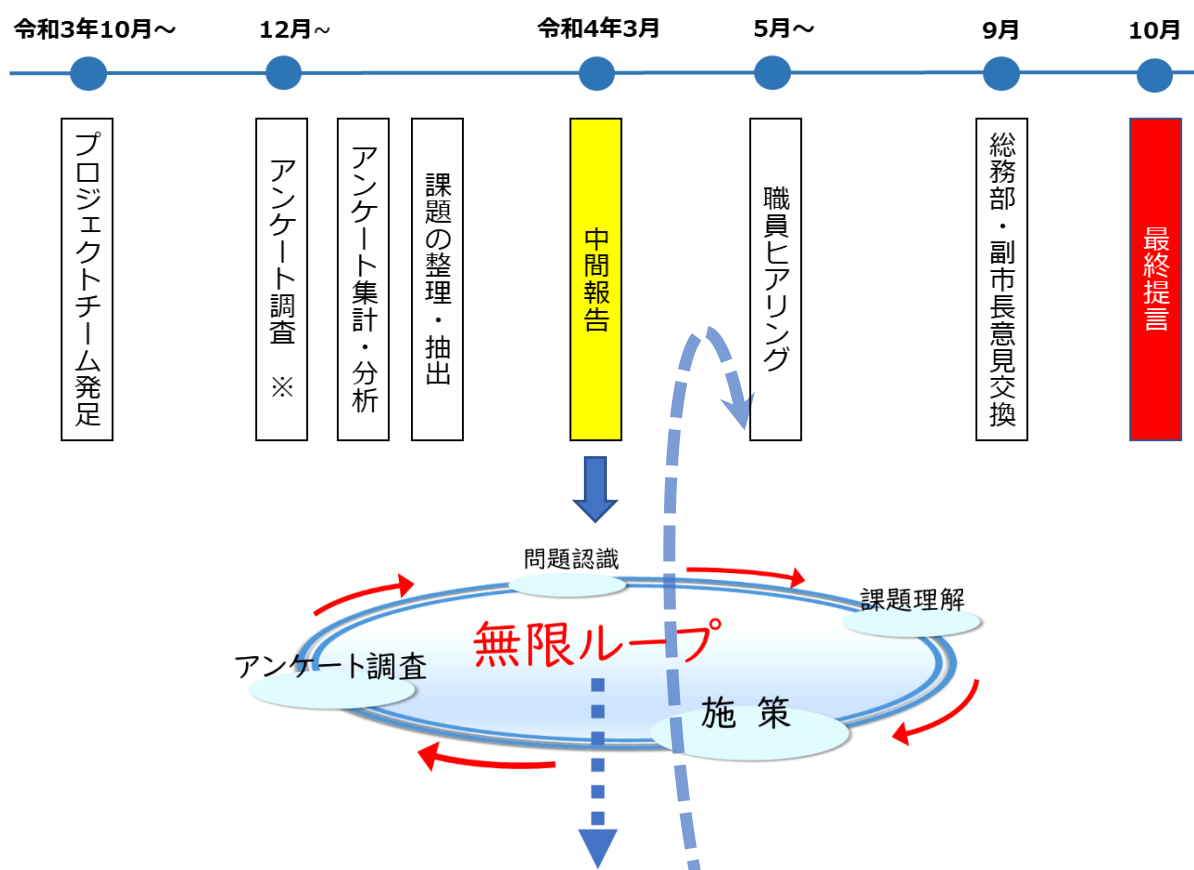 令和3年10月～
12月~
令和4年3月
5月～
9月
10月
プロジェクトチーム発足
アンケート調査　※
アンケート集計・分析
課題の整理・抽出
中間報告
職員ヒアリング
総務部・副市長意見交換
最終提言
問題認識
課題理解
無限ループ
アンケート調査
施 策